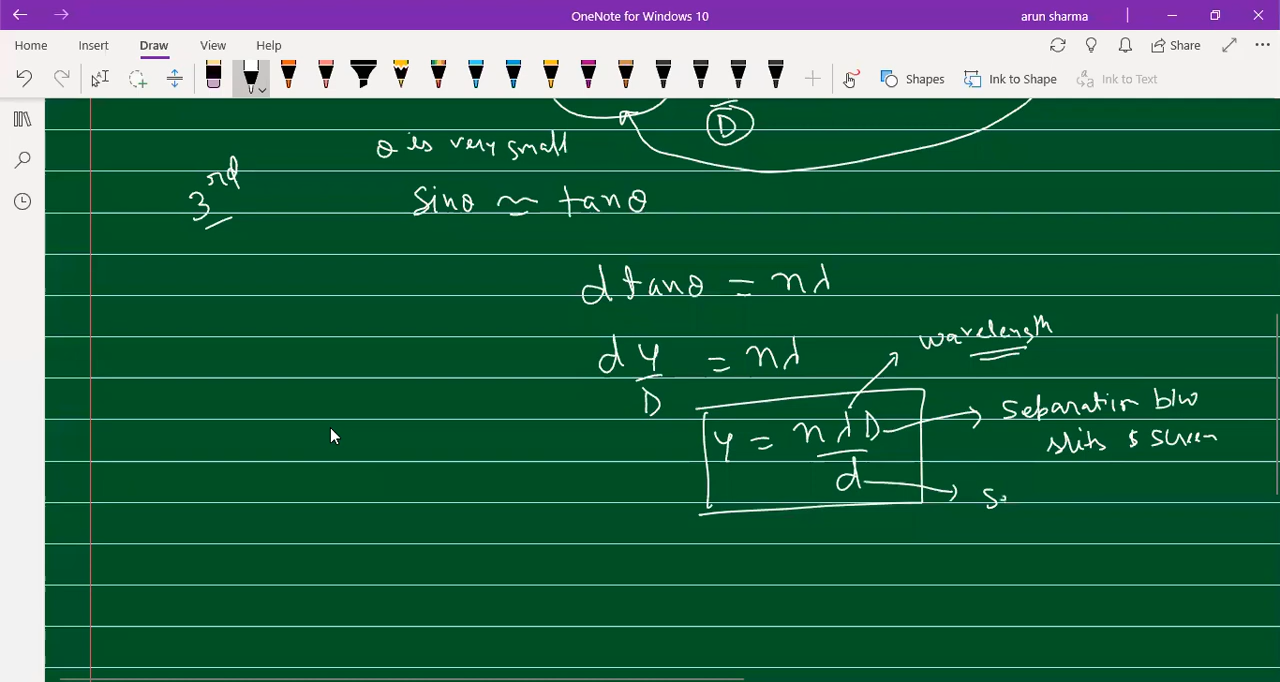 OneNote for Windows 10
arun sharma
Home Insert Draw View Help
Share
Shapes Ink to Shape Ink to Text
D
θ is very small
3rd
sinθ ≃ tanθ
d tanθ = nλ
wavelength
d y/D = nλ
separation b/w
slits & screen
y = nλD/d
s